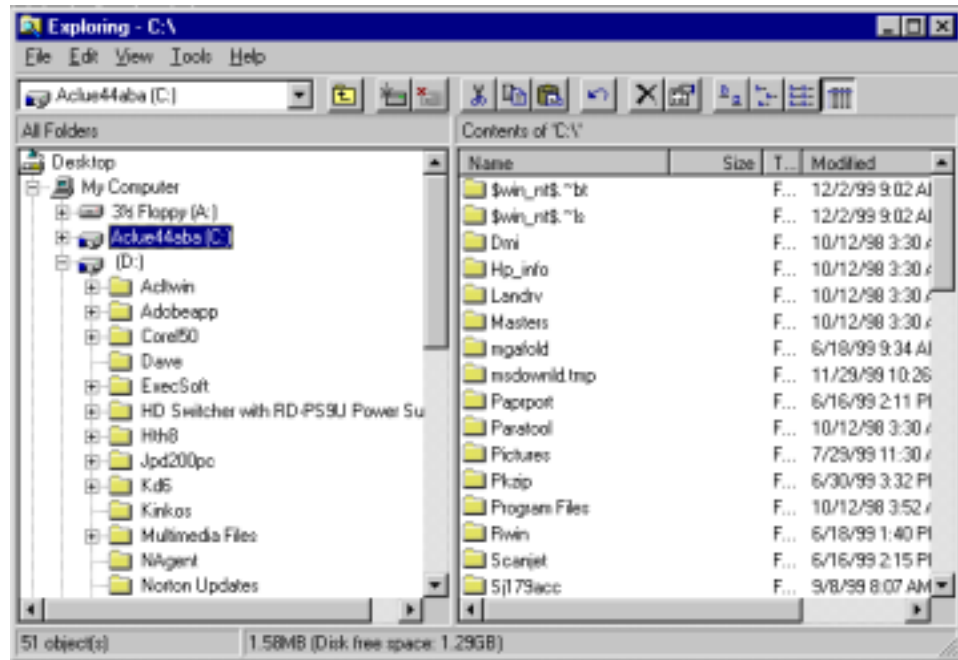 Exploring - C:\
File Edit View Tools Help
Aclue44aba (C:)
All Folders
Contents of 'C:\'
Desktop
My Computer
3½ Floppy (A:)
Aclue44aba (C:)
(D:)
Acltwin
Adobeapp
Corel50
Dave
ExecSoft
HD Switcher with RD-PS9U Power Su
Hth8
Jpd200pc
Kd6
Kinkos
Multimedia Files
NAgent
Norton Updates
Name Size T... Modified
$win_nt$.~bt F... 12/2/99 9:02 AM
$win_nt$.~ls F... 12/2/99 9:02 AM
Dmi F... 10/12/98 3:30
Hp_info F... 10/12/98 3:30
Landrv F... 10/12/98 3:30
Masters F... 10/12/98 3:30
mgafold F... 6/18/99 9:34 AM
msdownld.tmp F... 11/29/99 10:26
Paprport F... 6/16/99 2:11 PM
Paratool F... 10/12/98 3:30
Pictures F... 7/29/99 11:30
Pkzip F... 6/30/99 3:32 PM
Program Files F... 10/12/98 3:52
Rwin F... 6/18/99 1:40 PM
Scanjet F... 6/16/99 2:15 PM
Sj179acc F... 9/8/99 8:07 AM
51 object(s) 1.58MB (Disk free space: 1.29GB)